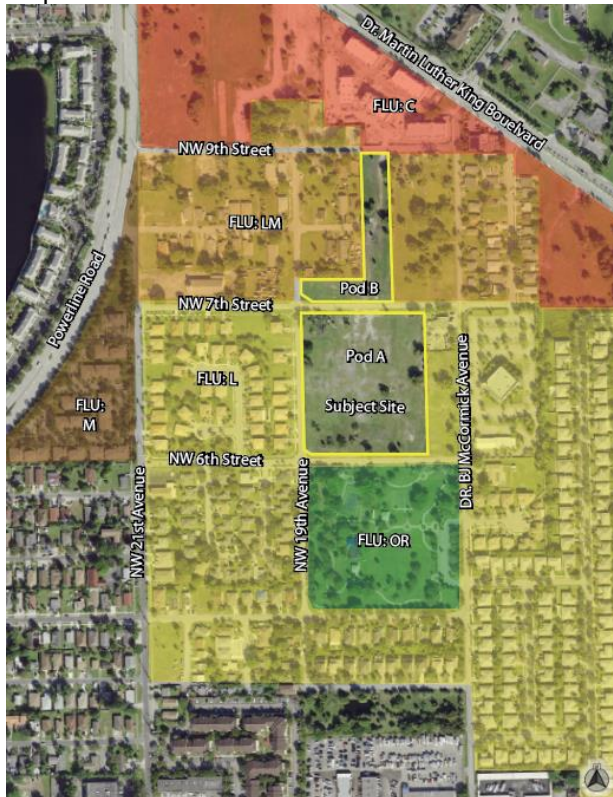 Dr. Martin Luther King Bouelvard
FLU: C
NW 9th Street
FLU: LM
Powerline Road
Pod B
NW 7th Street
Pod A
FLU: L
Subject Site
FLU:
M
DR. BJ McCormick Avenue
NW 6th Street
NW 21st Avenue
NW 19th Avenue
FLU: OR